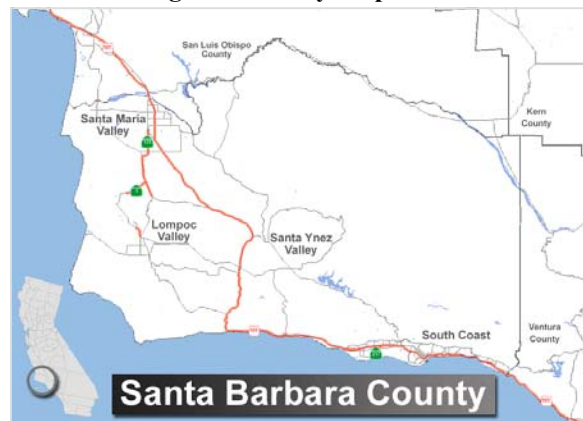 San Luis Obispo
County
Santa Maria
Valley
Kern
County
Lompoc
Valley
Santa Ynez
Valley
South Coast
Ventura
County
Santa Barbara County